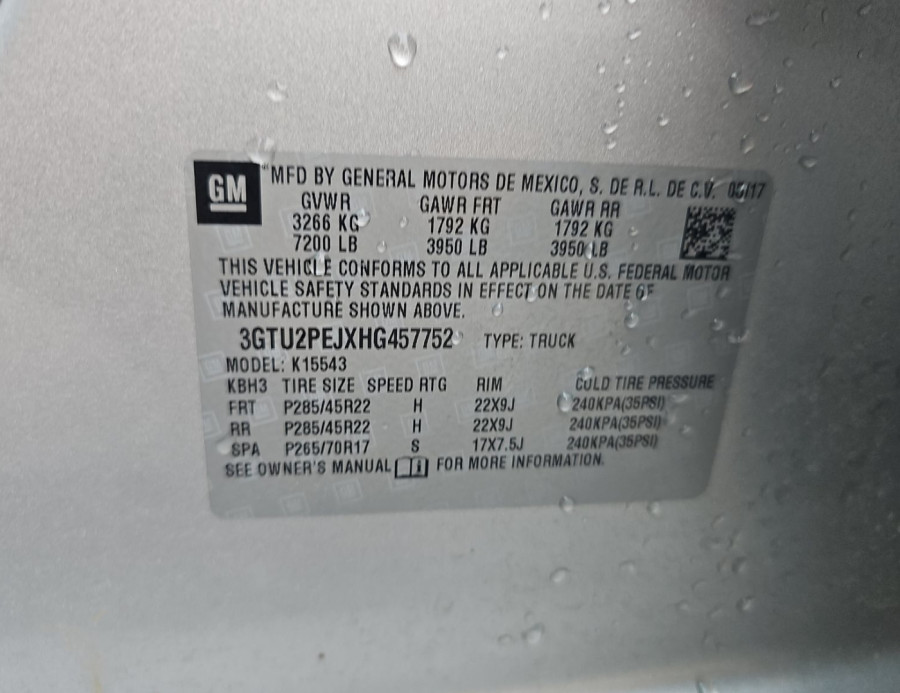 GM
MFD BY GENERAL MOTORS DE MEXICO, S. DE R.L. DE C.V.
GVWR GAWR FRT GAWR RR
3266 KG 1792 KG 1792 KG
7200 LB 3950 LB 3950 LB
THIS VEHICLE CONFORMS TO ALL APPLICABLE U.S. FEDERAL MOTOR
VEHICLE SAFETY STANDARDS IN EFFECT ON THE DATE OF
MANUFACTURE SHOWN ABOVE.
3GTU2PEJXHG457752 TYPE: TRUCK
MODEL: K15543
KBH3 TIRE SIZE SPEED RTG RIM COLD TIRE PRESSURE
FRT P285/45R22 H 22X9J 240KPA(35PSI)
RR P285/45R22 H 22X9J 240KPA(35PSI)
SPA P265/70R17 S 17X7.5J 240KPA(35PSI)
SEE OWNER'S MANUAL FOR MORE INFORMATION.